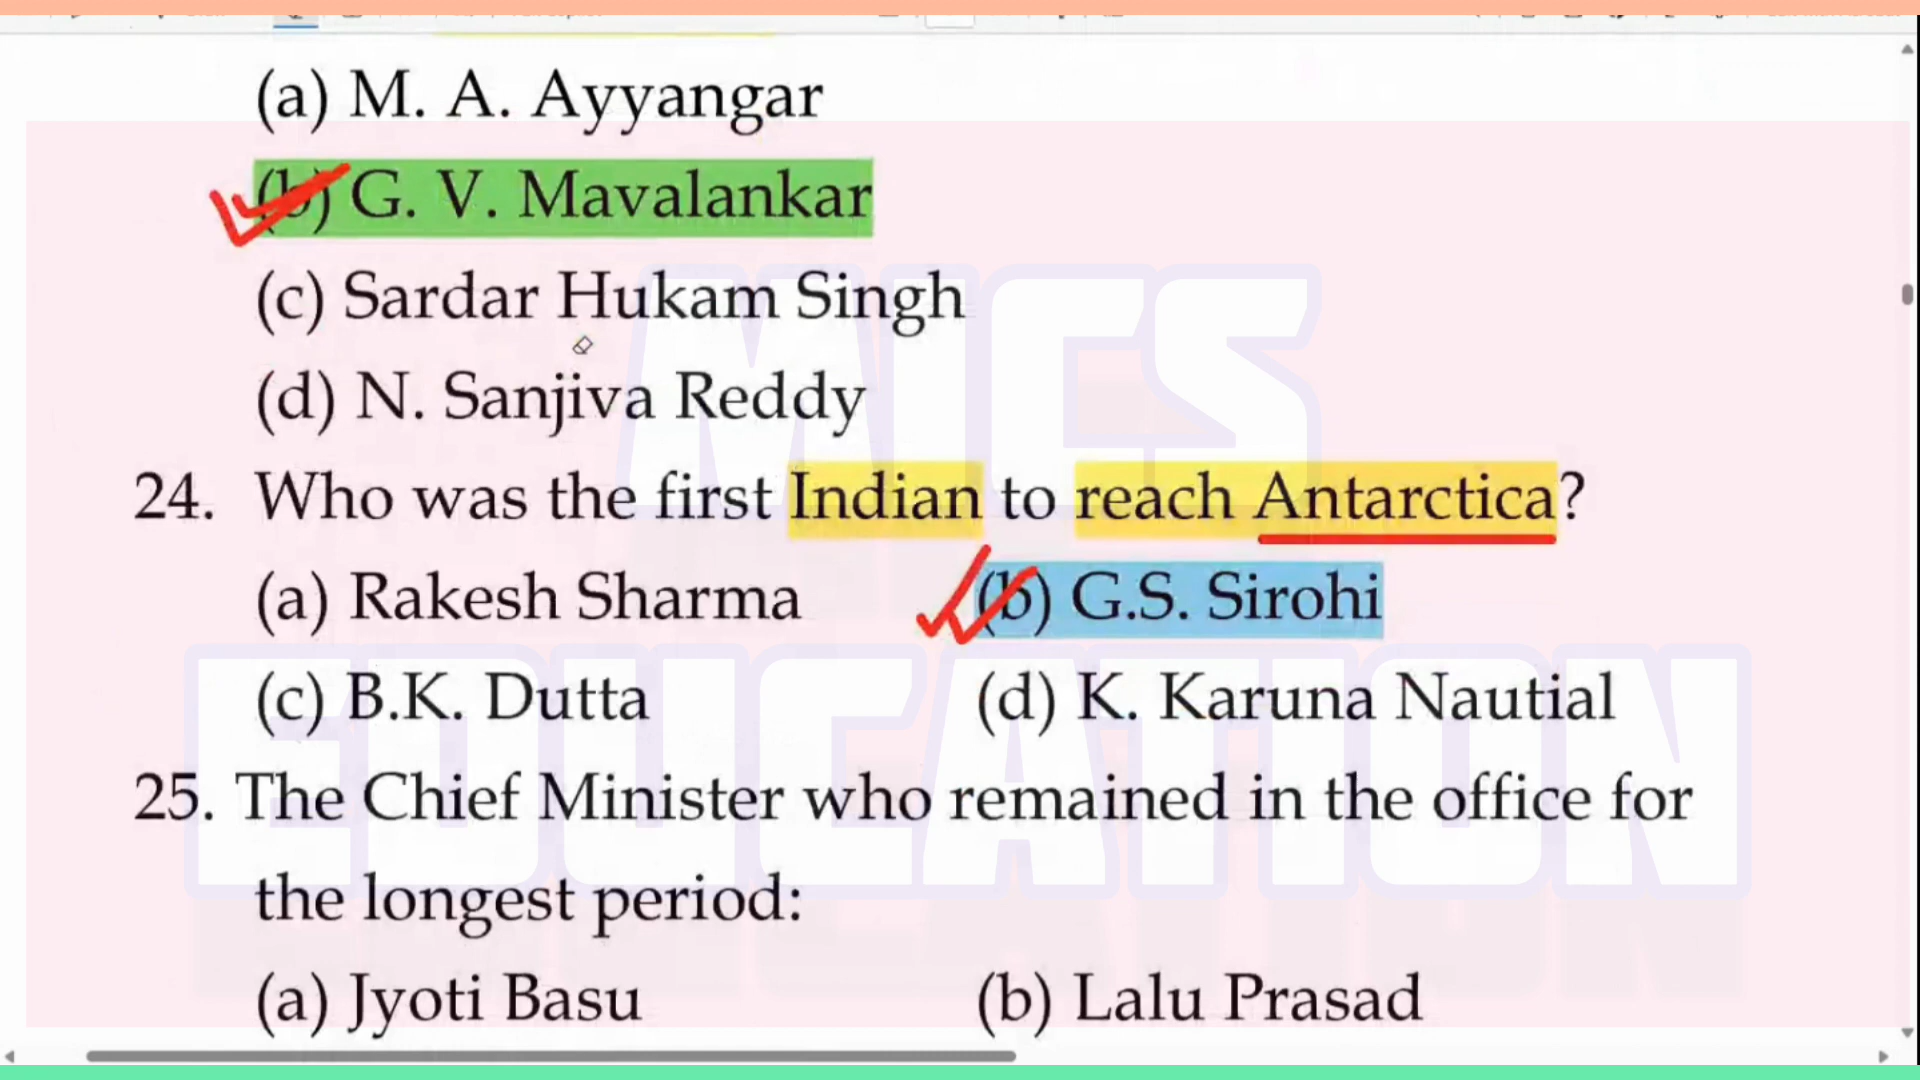 (a) M. A. Ayyangar
(b) G. V. Mavalankar
(c) Sardar Hukam Singh
(d) N. Sanjiva Reddy
24. Who was the first Indian to reach Antarctica?
(a) Rakesh Sharma (b) G.S. Sirohi
(c) B.K. Dutta (d) K. Karuna Nautial
25. The Chief Minister who remained in the office for
the longest period:
(a) Jyoti Basu (b) Lalu Prasad
MICS
EDUCATION